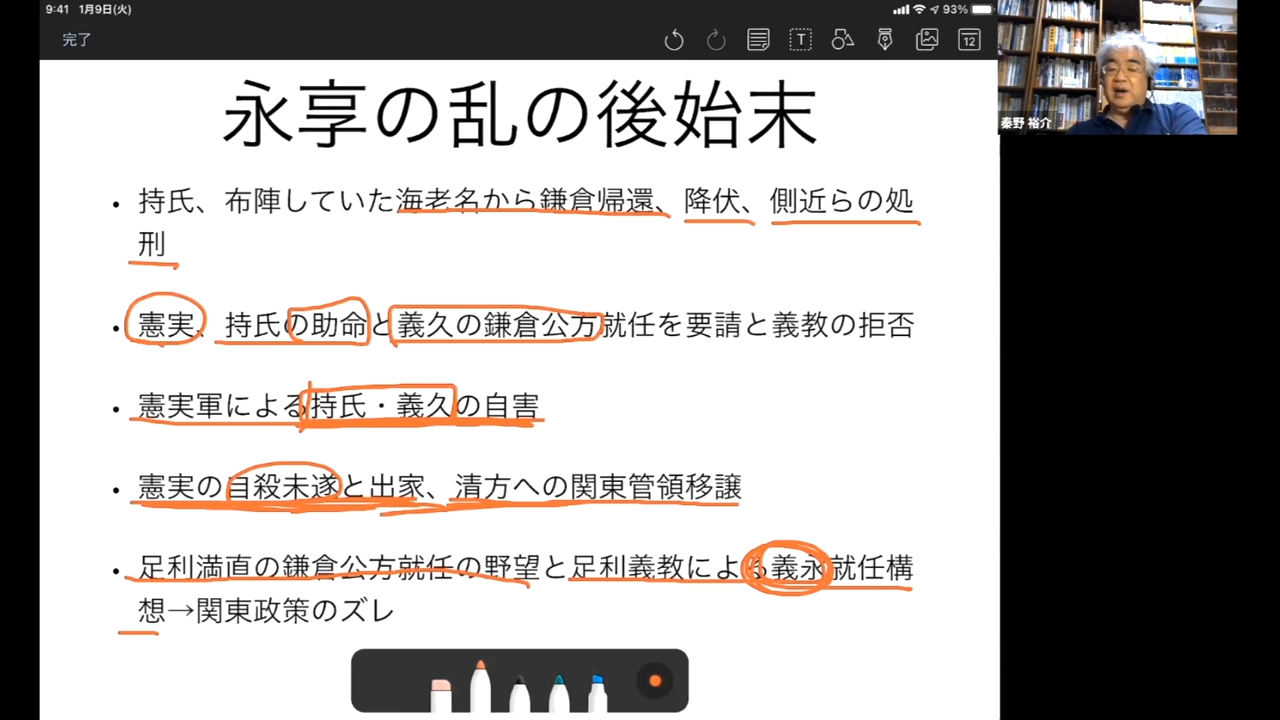 9:41 1月9日(火)
93%
完了
T
12
秦野 裕介
永享の乱の後始末
• 持氏、布陣していた海老名から鎌倉帰還、降伏、側近らの処
刑
• 憲実、持氏の助命と義久の鎌倉公方就任を要請と義教の拒否
• 憲実軍による持氏・義久の自害
• 憲実の自殺未遂と出家、清方への関東管領移譲
• 足利満直の鎌倉公方就任の野望と足利義教による義永就任構
想→関東政策のズレ